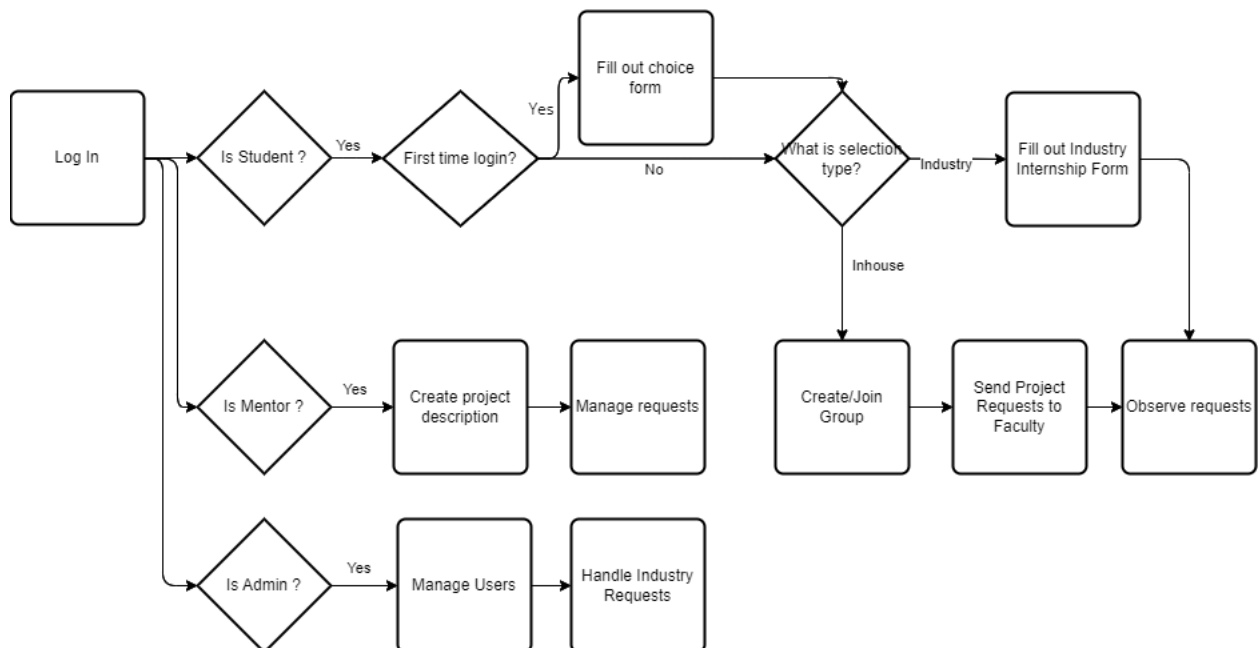 Fill out choice
form
Log In
Is Student ?
Yes
First time login?
Yes
No
What is selection
type?
Industry
Fill out Industry
Internship Form
Inhouse
Is Mentor ?
Yes
Create project
description
Manage requests
Create/Join
Group
Send Project
Requests to
Faculty
Observe requests
Is Admin ?
Yes
Manage Users
Handle Industry
Requests